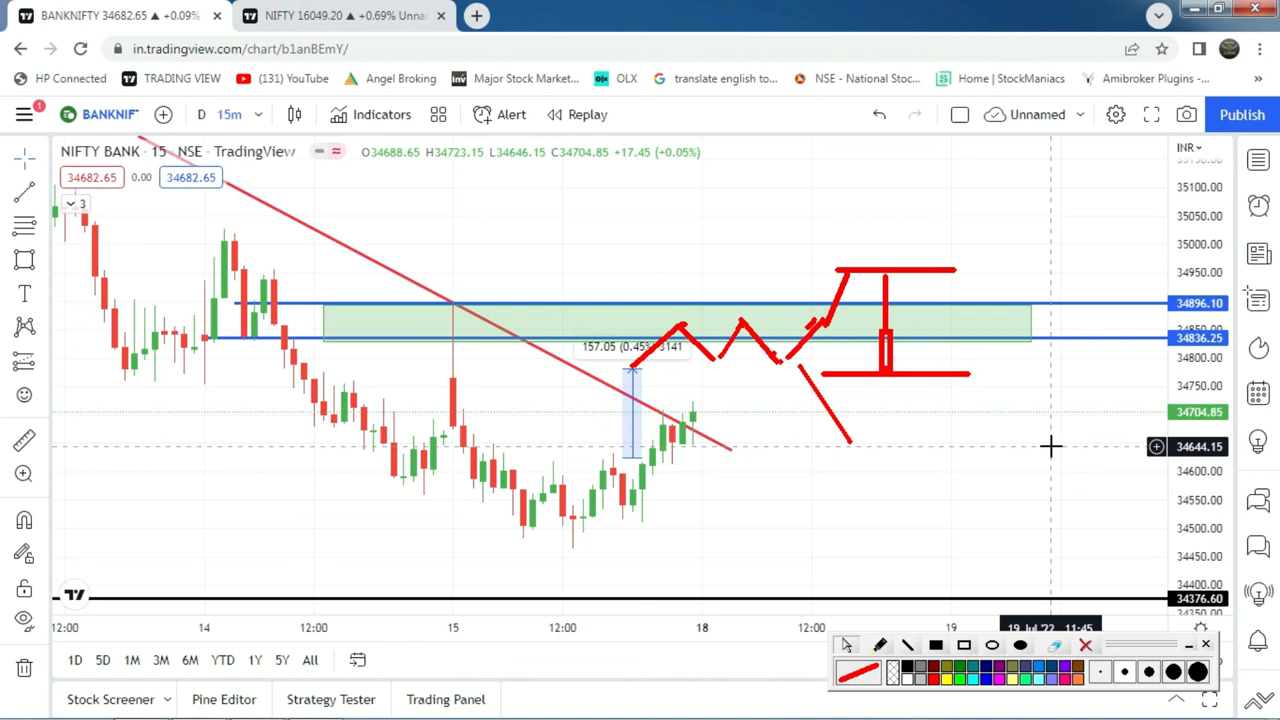 BANKNIFTY 34682.65 ▲ +0.09%
NIFTY 16049.20 ▲ +0.69% Unna
in.tradingview.com/chart/b1anBEmY/
HP Connected
TRADING VIEW
(131) YouTube
Angel Broking
Major Stock Market...
OLX
translate english to...
NSE - National Stoc...
Home | StockManiacs
Amibroker Plugins -...
»
1
BANKNIF
D
15m
Indicators
Alert
Replay
Unnamed
Publish
NIFTY BANK · 15 · NSE · TradingView
O34688.65 H34723.15 L34646.15 C34704.85 +17.45 (+0.05%)
INR
34682.65
0.00
34682.65
3
35150.00
35100.00
35050.00
35000.00
34950.00
34896.10
34850.00
34836.25
34800.00
34750.00
34704.85
34644.15
34600.00
34550.00
34500.00
34450.00
34400.00
34376.60
34350.00
157.05 (0.45%) 3141
12:00
14
12:00
15
12:00
18
12:00
19
19 Jul '22 11:45
1D
5D
1M
3M
6M
YTD
1Y
5Y
All
Stock Screener
Pine Editor
Strategy Tester
Trading Panel